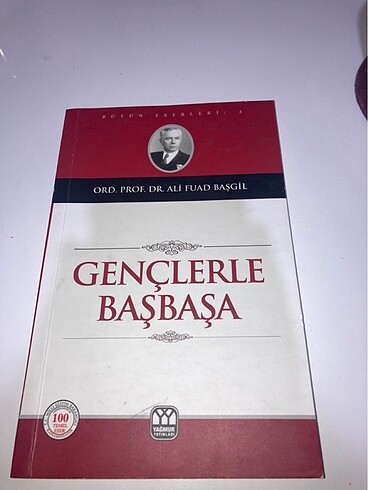 BÜTÜN ESERLERİ: 3
ORD. PROF. DR. ALİ FUAD BAŞGİL
GENÇLERLE
BAŞBAŞA
100
TEMEL
ESER
YAĞMUR
YAYINLARI